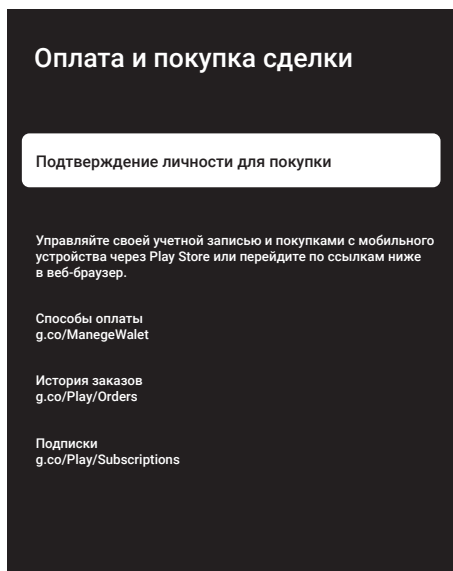 Оплата и покупка сделки
Подтверждение личности для покупки
Управляйте своей учетной записью и покупками с мобильного
устройства через Play Store или перейдите по ссылкам ниже
в веб-браузер.
Способы оплаты
g.co/ManegeWalet
История заказов
g.co/Play/Orders
Подписки
g.co/Play/Subscriptions